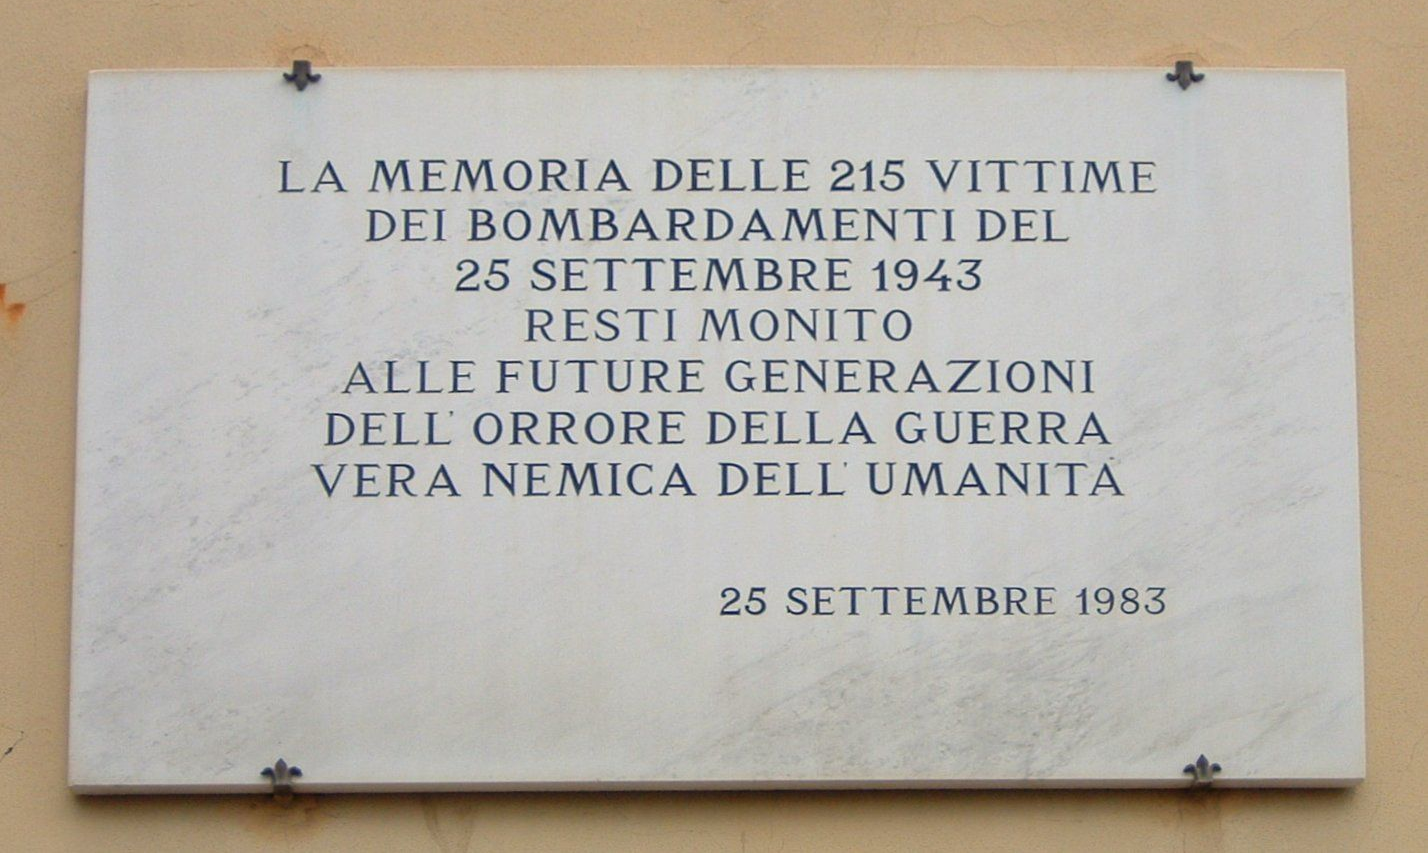 LA MEMORIA DELLE 215 VITTIME
DEI BOMBARDAMENTI DEL
25 SETTEMBRE 1943
RESTI MONITO
ALLE FUTURE GENERAZIONI
DELL'ORRORE DELLA GUERRA
VERA NEMICA DELL'UMANITA
25 SETTEMBRE 1983